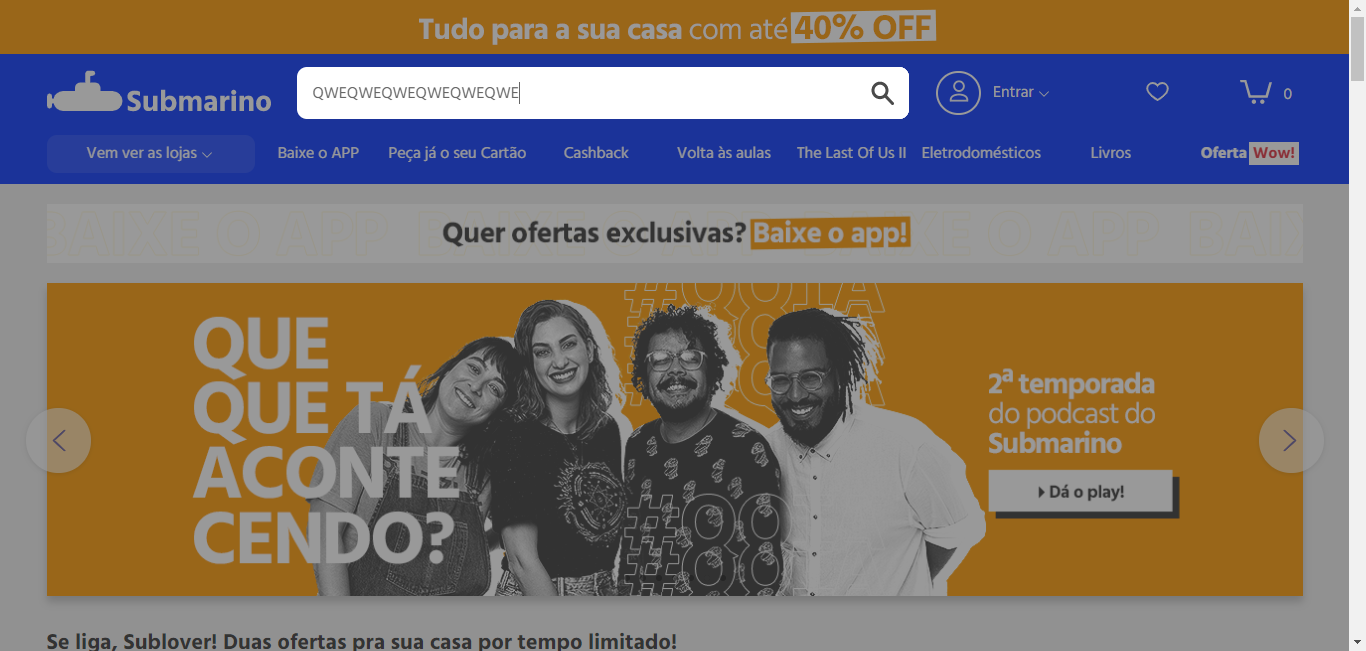 Tudo para a sua casa com até 40% OFF
Submarino
QWEQWEQWEQWEQWEQWE
Entrar
0
Vem ver as lojas
Baixe o APP
Peça já o seu Cartão
Cashback
Volta às aulas
The Last Of Us II
Eletrodomésticos
Livros
Oferta Wow!
Quer ofertas exclusivas? Baixe o app!
QUE
QUE TÁ
ACONTE
CENDO?
2ª temporada
do podcast do
Submarino
Dá o play!
Se liga, Sublover! Duas ofertas pra sua casa por tempo limitado!